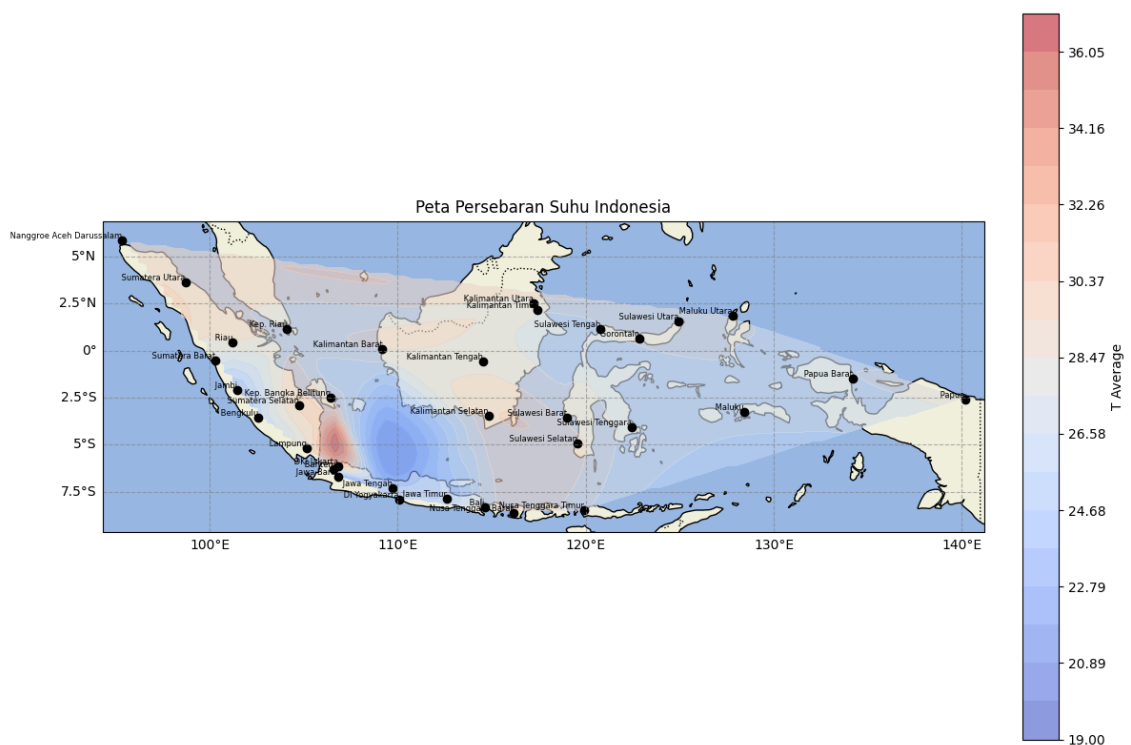 Peta Persebaran Suhu Indonesia
36.05
34.16
32.26
30.37
28.47
26.58
24.68
22.79
20.89
19.00
T Average
5°N
2.5°N
0°
2.5°S
5°S
7.5°S
100°E
110°E
120°E
130°E
140°E
Nanggroe Aceh Darussalam
Sumatera Utara
Kep. Riau
Riau
Sumatera Barat
Jambi
Kep. Bangka Belitung
Sumatera Selatan
Bengkulu
Lampung
DKI Jakarta
Jawa Barat
Jawa Tengah
DI Yogyakarta
Jawa Timur
Bali
Nusa Tenggara Barat
Nusa Tenggara Timur
Kalimantan Utara
Kalimantan Timur
Kalimantan Barat
Kalimantan Tengah
Kalimantan Selatan
Sulawesi Tengah
Gorontalo
Sulawesi Utara
Sulawesi Barat
Sulawesi Tenggara
Sulawesi Selatan
Maluku Utara
Maluku
Papua Barat
Papua